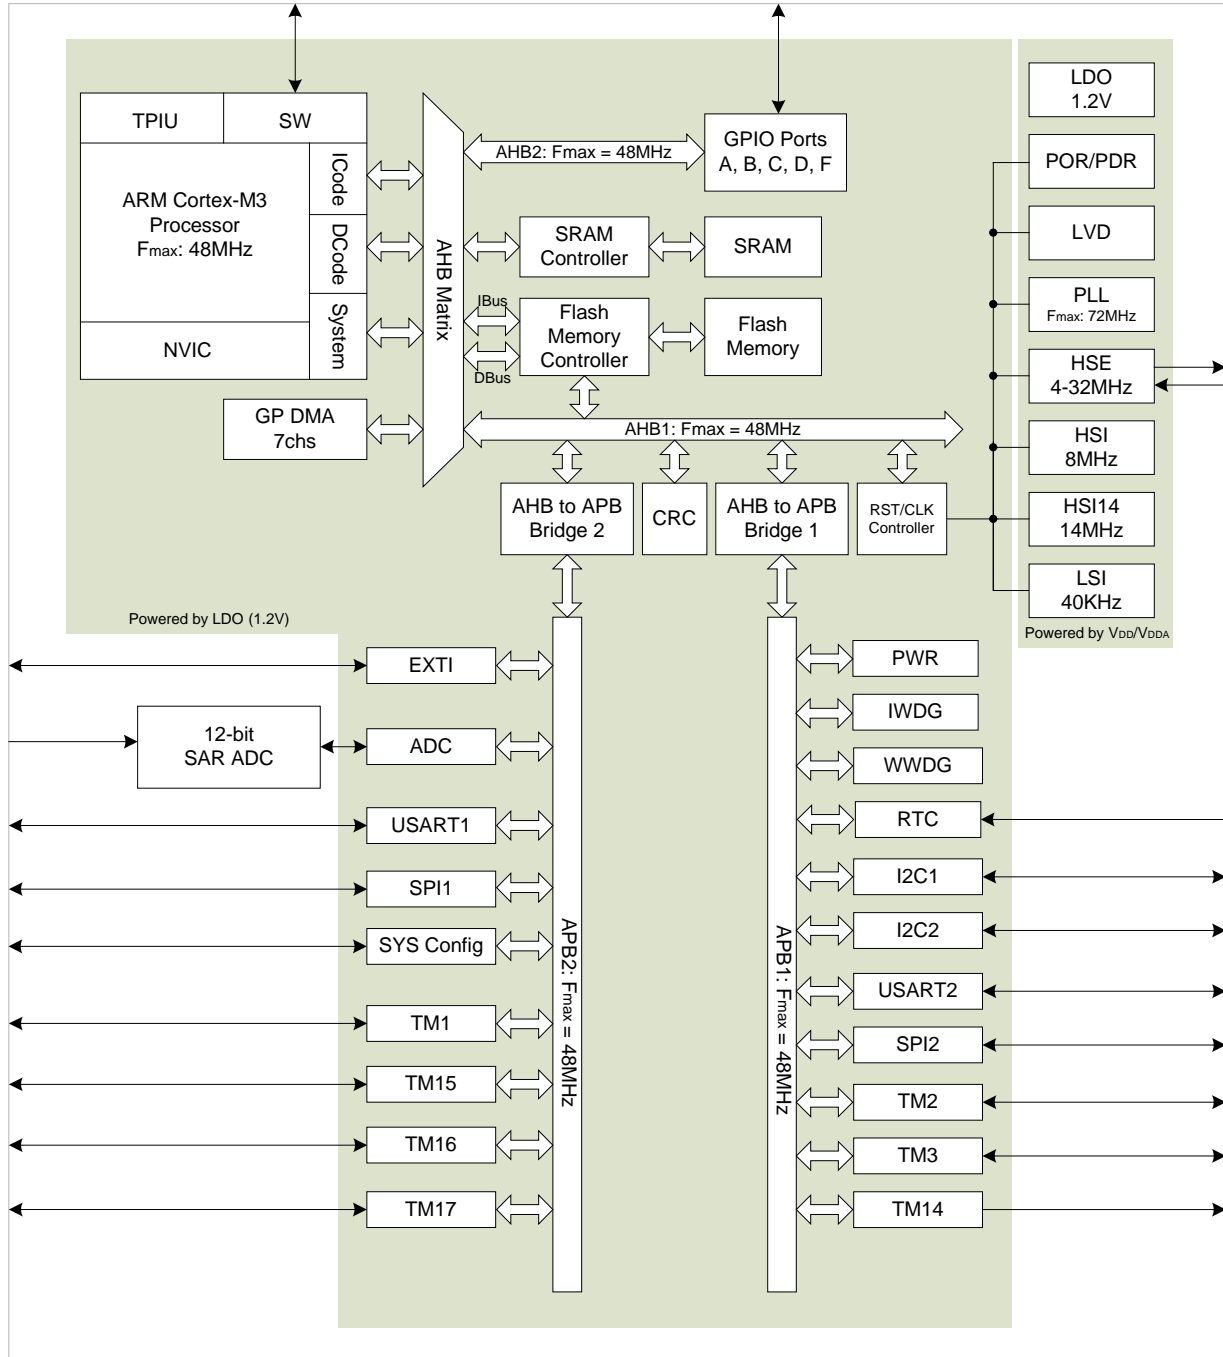 TPIU
SW
ARM Cortex-M3
Processor
Fmax: 48MHz
ICode
DCode
System
NVIC
GP DMA
7chs
AHB Matrix
AHB2: Fmax = 48MHz
GPIO Ports
A, B, C, D, F
SRAM
Controller
SRAM
IBus
DBus
Flash
Memory
Controller
Flash
Memory
AHB1: Fmax = 48MHz
AHB to APB
Bridge 2
CRC
AHB to APB
Bridge 1
RST/CLK
Controller
LDO
1.2V
POR/PDR
LVD
PLL
Fmax: 72MHz
HSE
4-32MHz
HSI
8MHz
HSI14
14MHz
LSI
40KHz
Powered by VDD/VDDA
Powered by LDO (1.2V)
EXTI
12-bit
SAR ADC
ADC
USART1
SPI1
SYS Config
TM1
TM15
TM16
TM17
APB2: Fmax = 48MHz
APB1: Fmax = 48MHz
PWR
IWDG
WWDG
RTC
I2C1
I2C2
USART2
SPI2
TM2
TM3
TM14